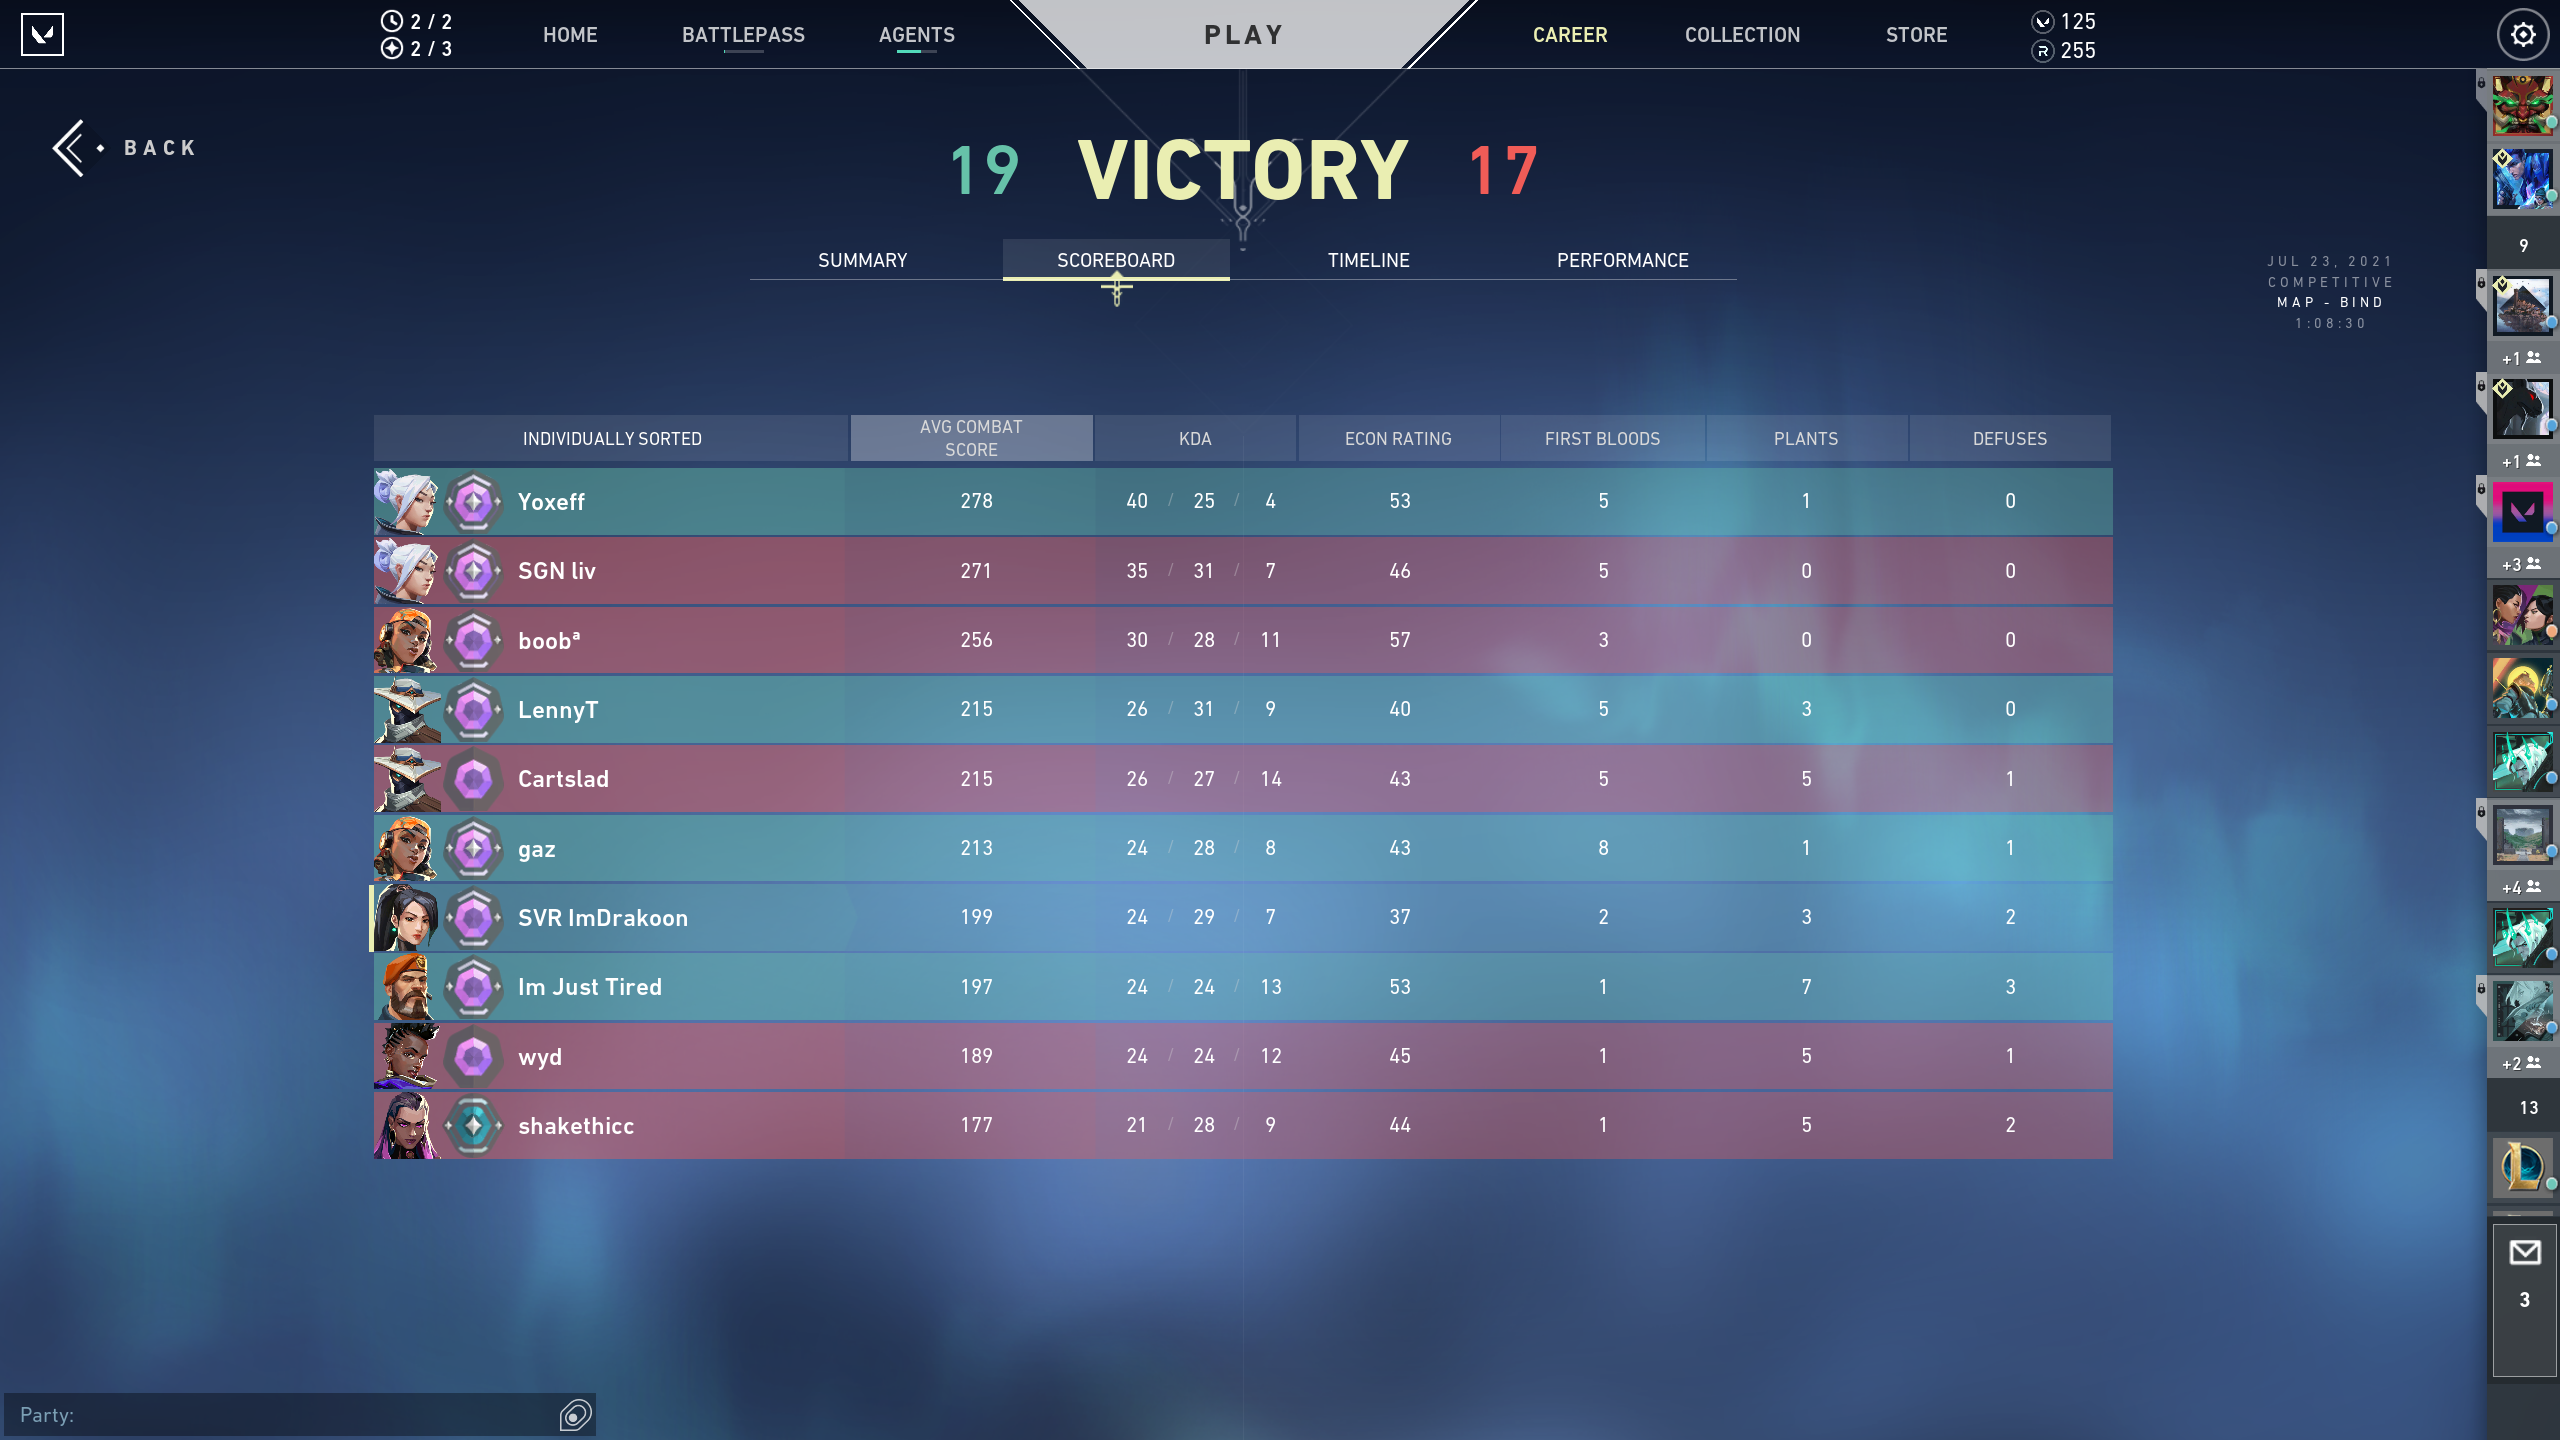 2 / 2
2 / 3
HOME
BATTLEPASS
AGENTS
PLAY
CAREER
COLLECTION
STORE
125
R 255
BACK
19 VICTORY 17
SUMMARY
SCOREBOARD
TIMELINE
PERFORMANCE
JUL 23, 2021
COMPETITIVE
MAP - BIND
1:08:30
INDIVIDUALLY SORTED
AVG COMBAT
SCORE
KDA
ECON RATING
FIRST BLOODS
PLANTS
DEFUSES
Yoxeff 278 40 / 25 / 4 53 5 1 0
SGN liv 271 35 / 31 / 7 46 5 0 0
boobª 256 30 / 28 / 11 57 3 0 0
LennyT 215 26 / 31 / 9 40 5 3 0
Cartslad 215 26 / 27 / 14 43 5 5 1
gaz 213 24 / 28 / 8 43 8 1 1
SVR ImDrakoon 199 24 / 29 / 7 37 2 3 2
Im Just Tired 197 24 / 24 / 13 53 1 7 3
wyd 189 24 / 24 / 12 45 1 5 1
shakethicc 177 21 / 28 / 9 44 1 5 2
9
+1
+1
+3
+4
+2
13
3
Party: